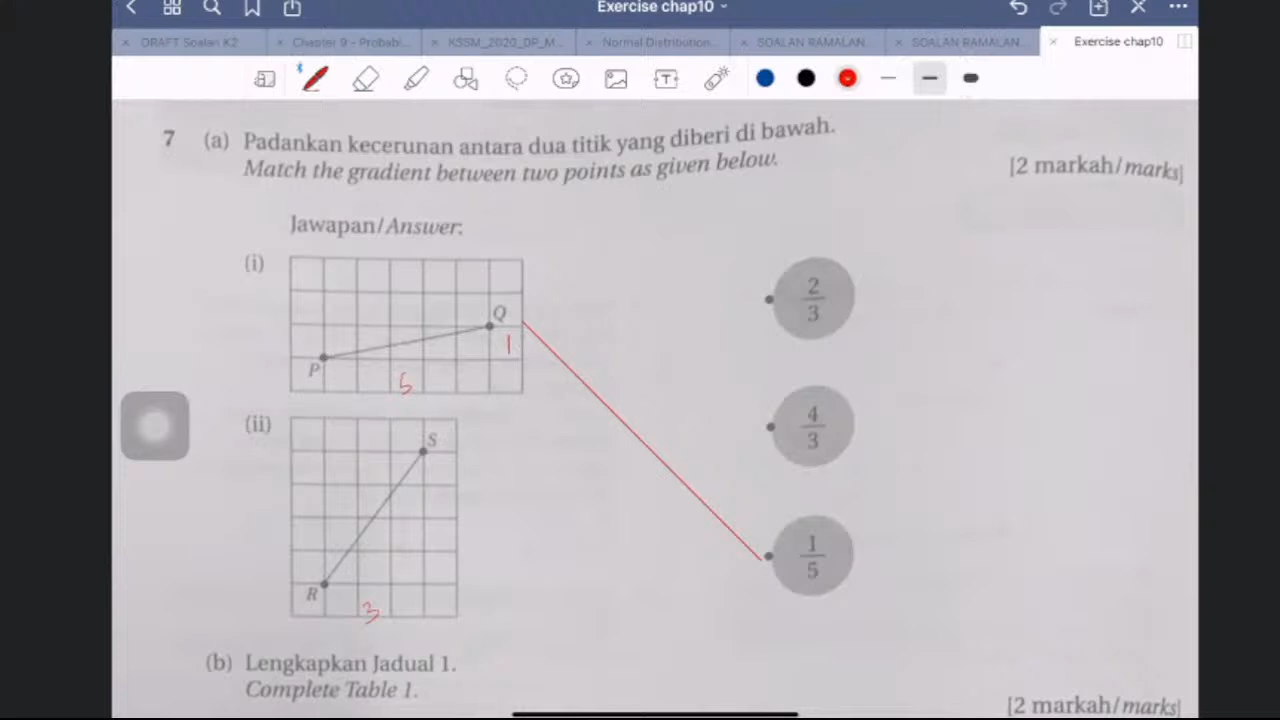 Exercise chap10
DRAFT Soalan K2
Chapter 9 - Probabi...
KSSM_2020_DP_M...
Normal Distribution...
SOALAN RAMALAN
SOALAN RAMALAN...
Exercise chap10
7 (a) Padankan kecerunan antara dua titik yang diberi di bawah.
Match the gradient between two points as given below.
[2 markah/marks]
Jawapan/Answer:
(i)
Q
1
P
5
2
3
(ii)
S
4
3
R
3
1
5
(b) Lengkapkan Jadual 1.
Complete Table 1.
[2 markah/marks]